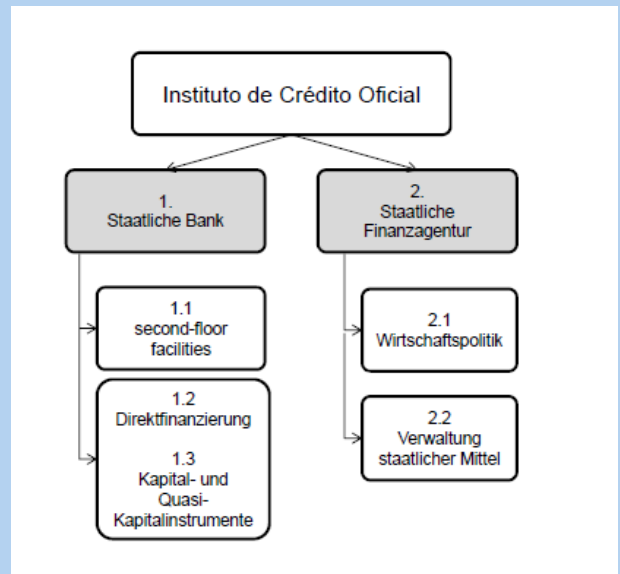 Instituto de Crédito Oficial
1.
Staatliche Bank
2.
Staatliche
Finanzagentur
1.1
second-floor
facilities
2.1
Wirtschaftspolitik
1.2
Direktfinanzierung
1.3
Kapital- und
Quasi-
Kapitalinstrumente
2.2
Verwaltung
staatlicher Mittel